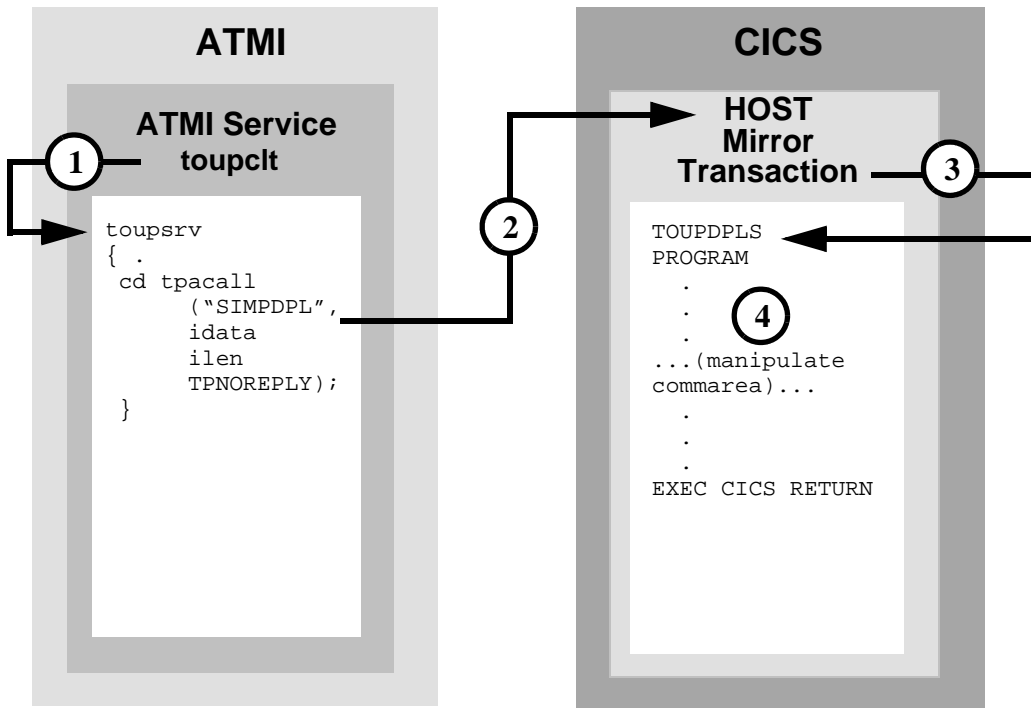 ATMI
ATMI Service
toupclt
1
toupsrv
{ .
cd tpacall
(“SIMPDPL”,
idata
ilen
TPNOREPLY);
}
2
CICS
HOST
Mirror
Transaction
3
TOUPDPLS
PROGRAM
.
.
.
4
...(manipulate
commarea)...
.
.
.
EXEC CICS RETURN